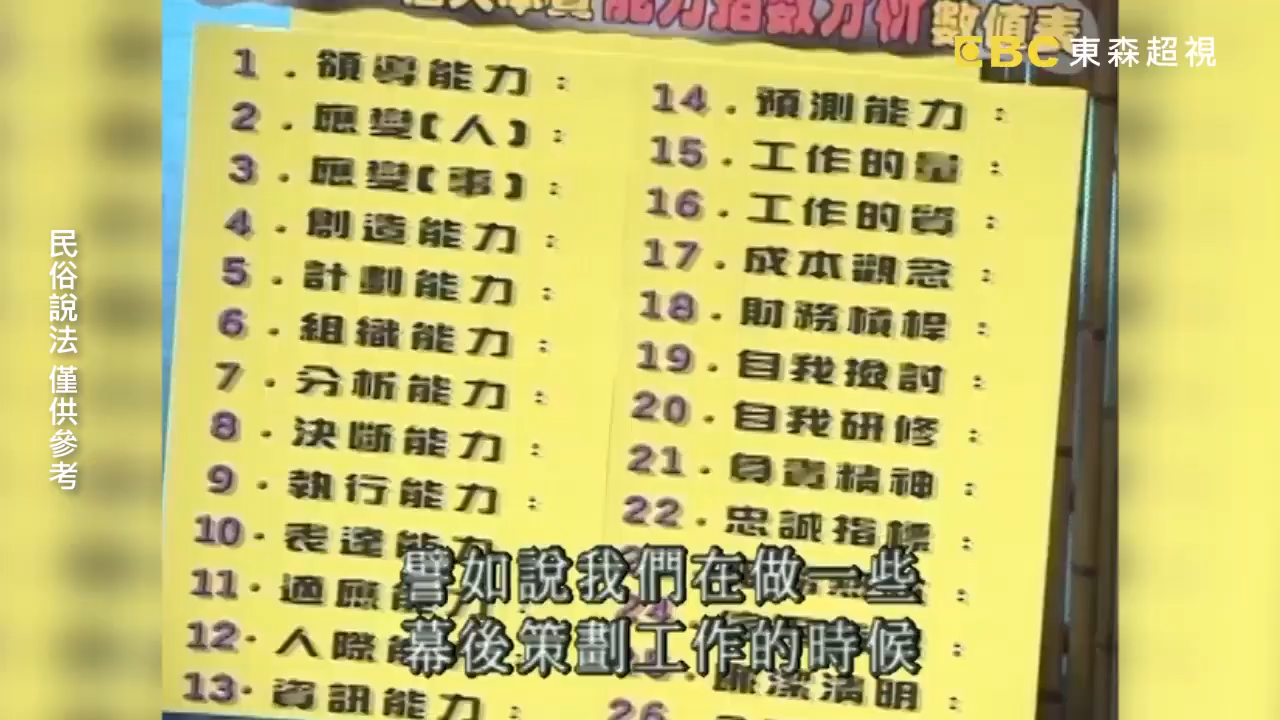 能力指數分析數值表
EBC 東森超視
民俗說法 僅供參考
1.領導能力:
2.應變(人):
3.應變(事):
4.創造能力:
5.計劃能力:
6.組織能力:
7.分析能力:
8.決斷能力:
9.執行能力:
10.表達能
11.適應能力:
12.人際能
13.資訊能力:
14.預測能力:
15.工作的量:
16.工作的質:
17.成本觀念:
18.財務槓桿:
19.自我檢討:
20.自我研修:
21.負責精神:
22.忠誠指標:
24.
清明:
26
譬如說我們在做一些
幕後策劃工作的時候